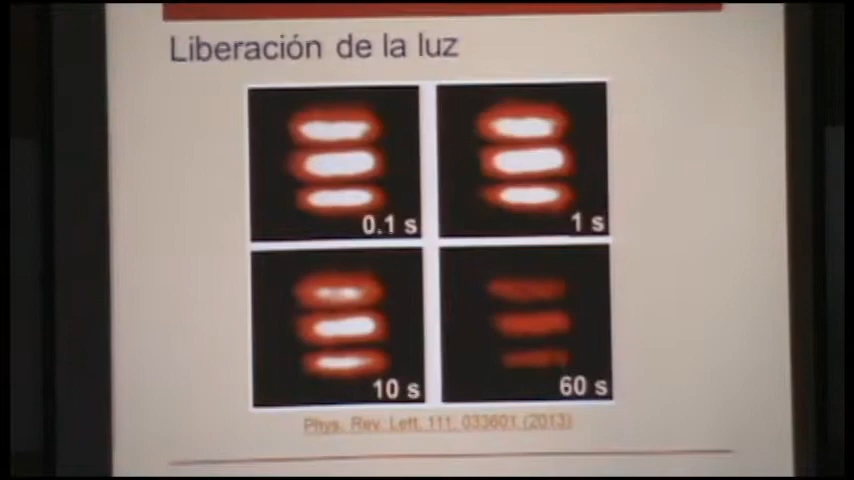 Liberación de la luz
0.1 s
1 s
10 s
60 s
Phys. Rev. Lett. 111, 033601 (2013)